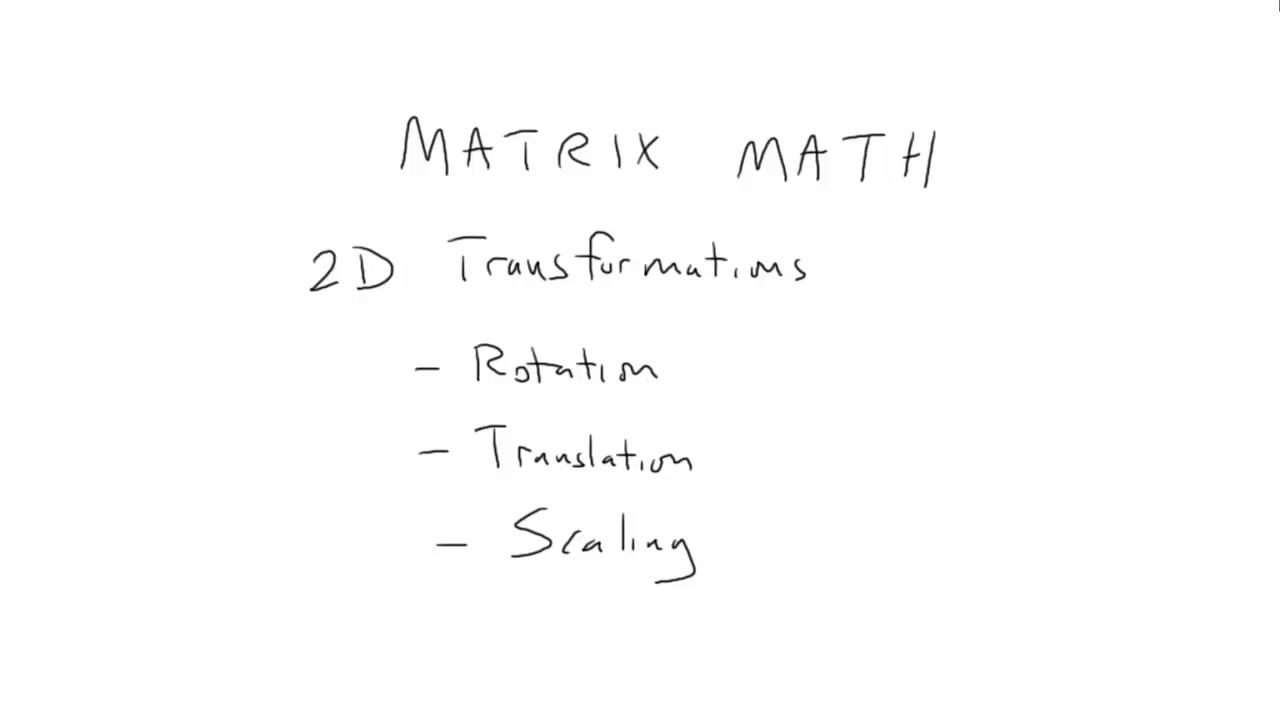 MATRIX MATH
2D Transformations
- Rotation
- Translation
- Scaling